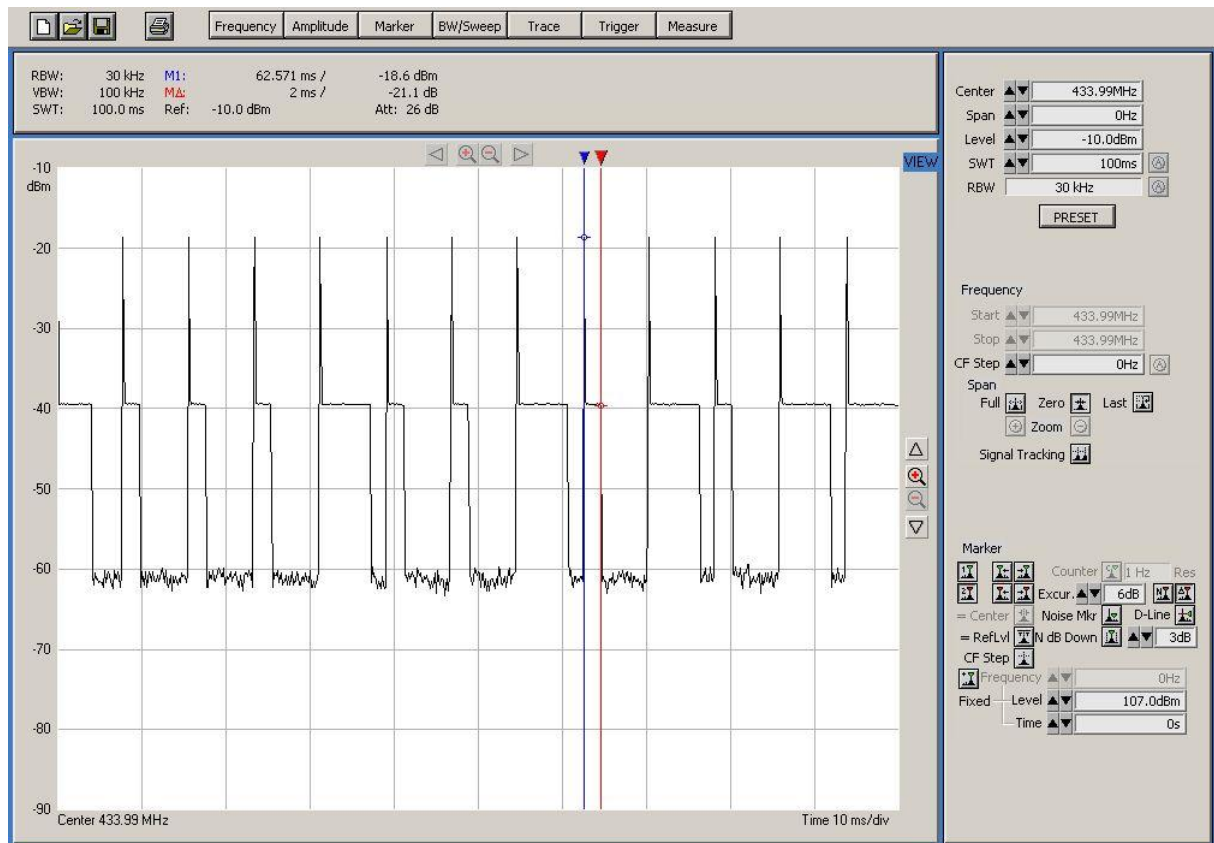 Frequency Amplitude Marker BW/Sweep Trace Trigger Measure
RBW: 30 kHz M1: 62.571 ms / -18.6 dBm
VBW: 100 kHz MΔ: 2 ms / -21.1 dB
SWT: 100.0 ms Ref: -10.0 dBm Att: 26 dB
VIEW
-10
dBm
-20
-30
-40
-50
-60
-70
-80
-90
Center 433.99 MHz Time 10 ms/div
Center 433.99MHz
Span 0Hz
Level -10.0dBm
SWT 100ms
RBW 30 kHz
PRESET
Frequency
Start 433.99MHz
Stop 433.99MHz
CF Step 0Hz
Span
Full Zero Last
Zoom
Signal Tracking
Marker
Counter 1 Hz Res
Excur. 6dB
= Center Noise Mkr D-Line
= RefLvl N dB Down 3dB
CF Step
Frequency 0Hz
Fixed Level 107.0dBm
Time 0s